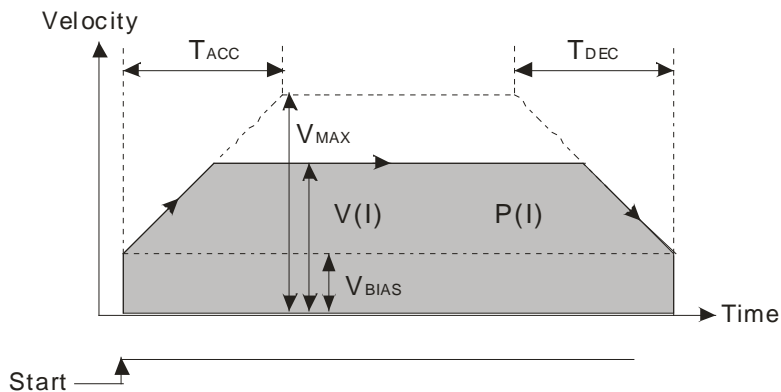 Velocity
TACC
TDEC
VMAX
V(I)
P(I)
VBIAS
Time
Start